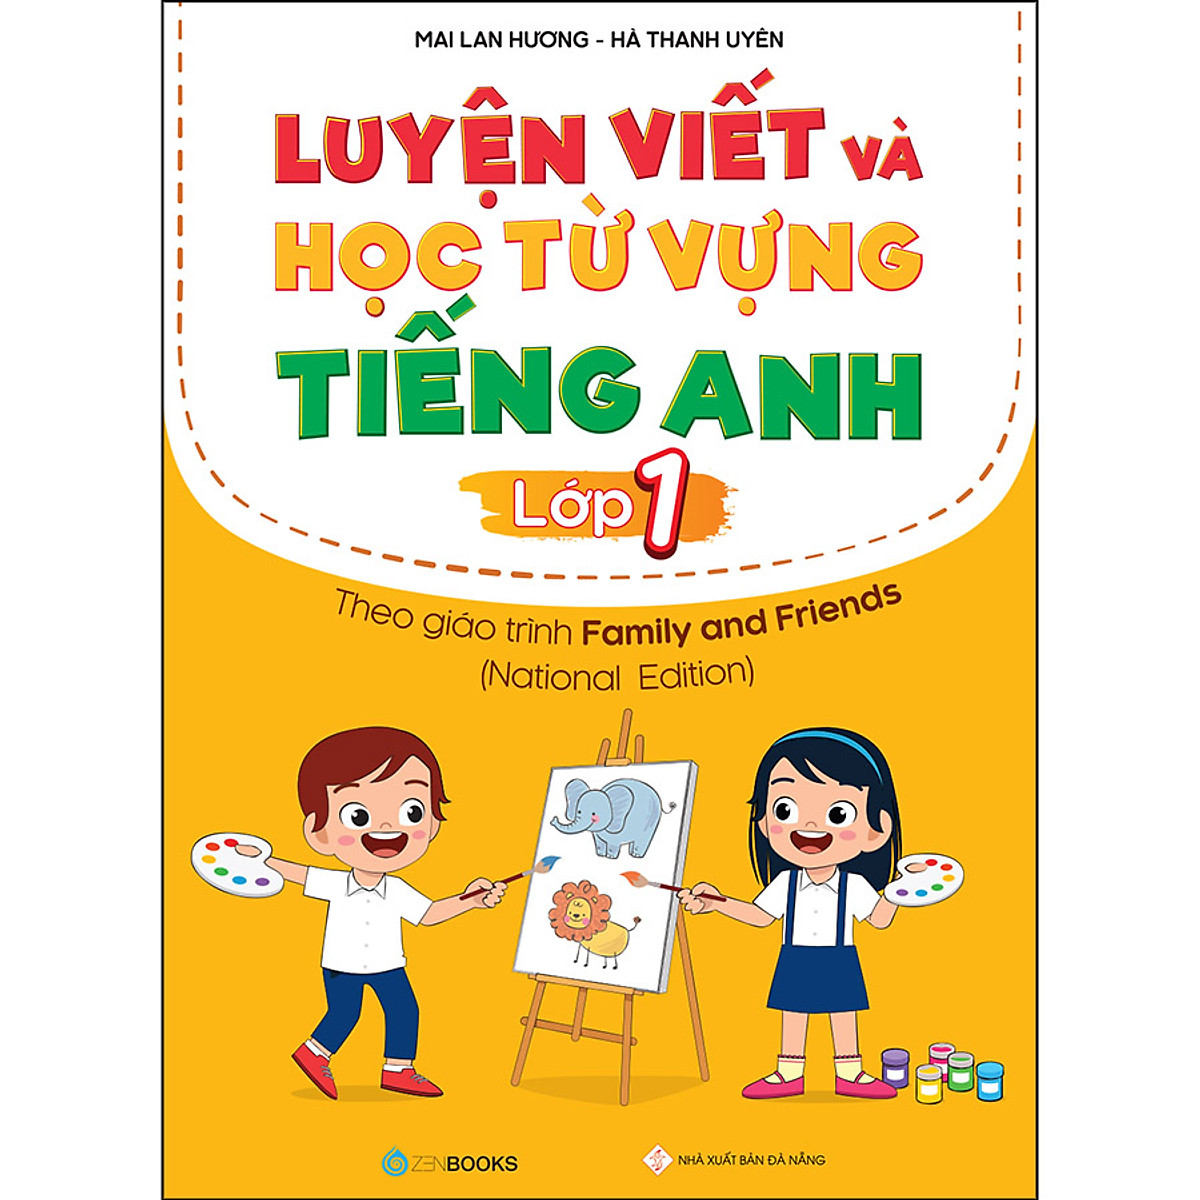 MAI LAN HƯƠNG - HÀ THANH UYÊN
LUYỆN VIẾT VÀ
HỌC TỪ VỰNG
TIẾNG ANH
Lớp 1
Theo giáo trình Family and Friends
(National Edition)
ZENBOOKS
NHÀ XUẤT BẢN ĐÀ NẴNG